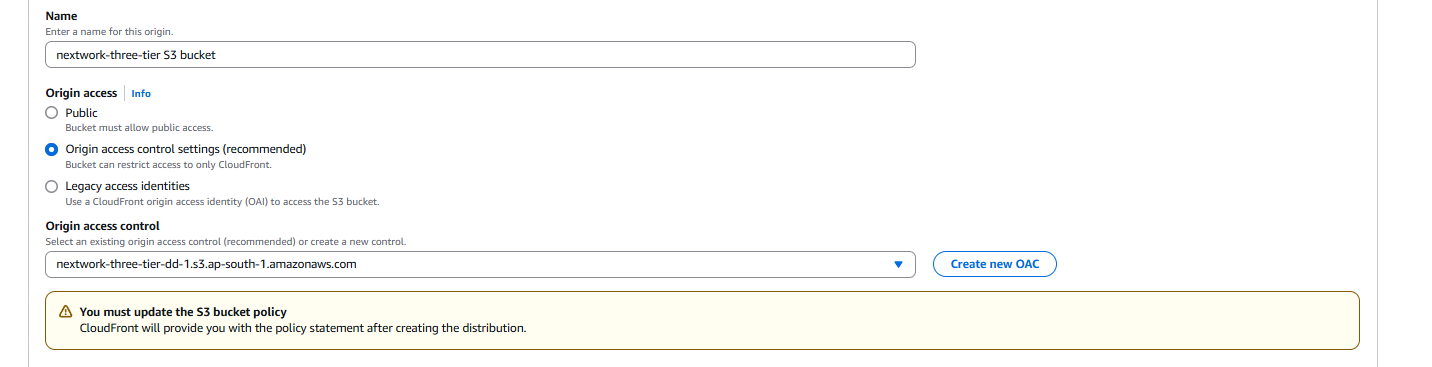 Name
Enter a name for this origin.
nextwork-three-tier S3 bucket
Origin access
Info
Public
Bucket must allow public access.
Origin access control settings (recommended)
Bucket can restrict access to only CloudFront.
Legacy access identities
Use a CloudFront origin access identity (OAI) to access the S3 bucket.
Origin access control
Select an existing origin access control (recommended) or create a new control.
nextwork-three-tier-dd-1.s3.ap-south-1.amazonaws.com
Create new OAC
You must update the S3 bucket policy
CloudFront will provide you with the policy statement after creating the distribution.